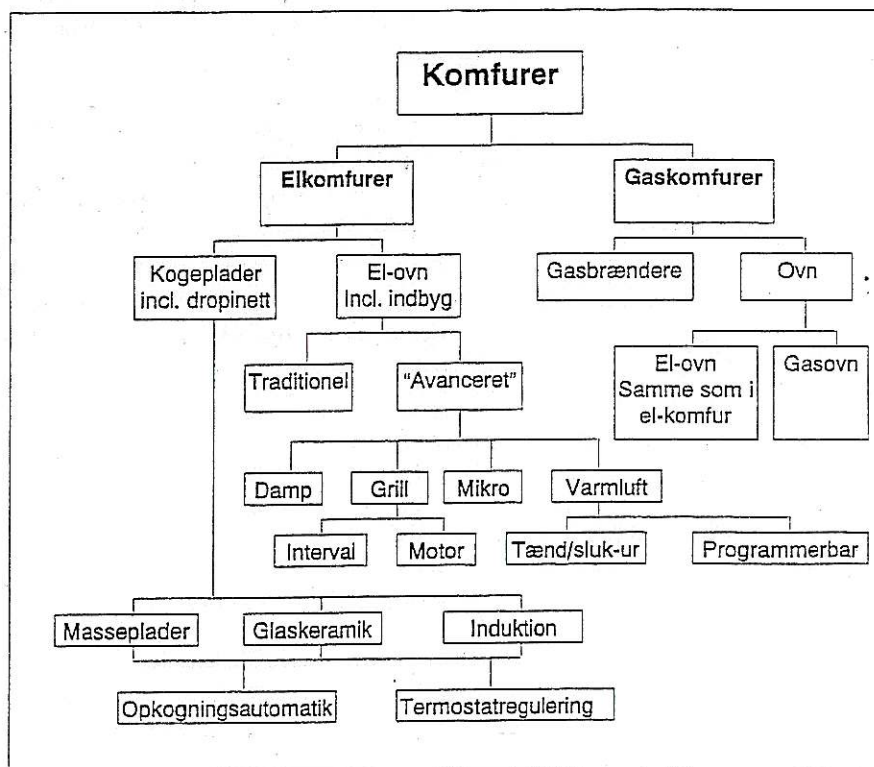 Komfurer
Elkomfurer
Gaskomfurer
Kogeplader
incl. dropinett
El-ovn
Incl. indbyg
Gasbrændere
Ovn
Traditionel
"Avanceret"
El-ovn
Samme som i
el-komfur
Gasovn
Damp
Grill
Mikro
Varmluft
Interval
Motor
Tænd/sluk-ur
Programmerbar
Masseplader
Glaskeramik
Induktion
Opkogningsautomatik
Termostatregulering